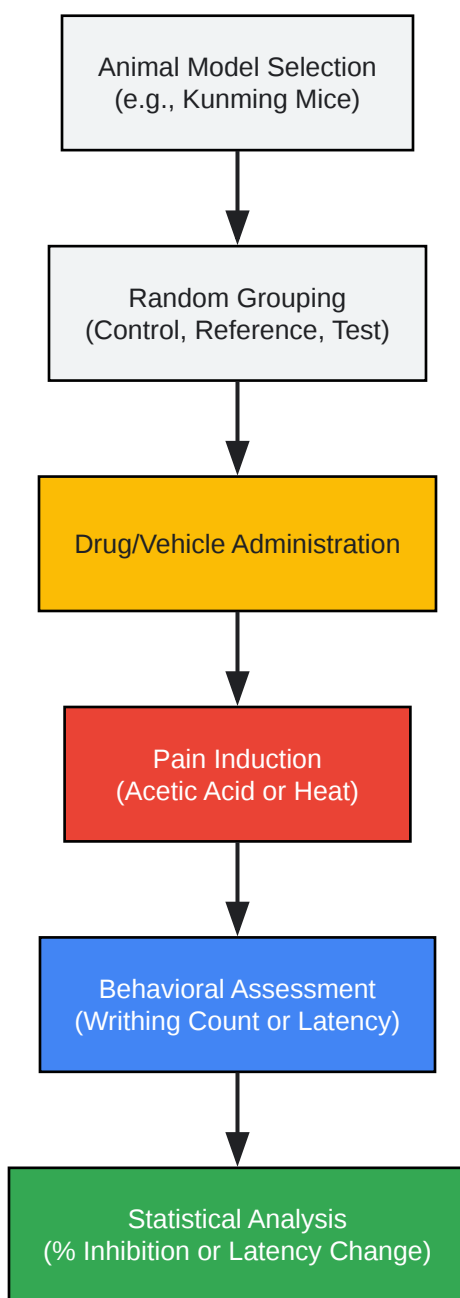 Animal Model Selection
(e.g., Kunming Mice)
Random Grouping
(Control, Reference, Test)
Drug/Vehicle Administration
Pain Induction
(Acetic Acid or Heat)
Behavioral Assessment
(Writhing Count or Latency)
Statistical Analysis
(% Inhibition or Latency Change)